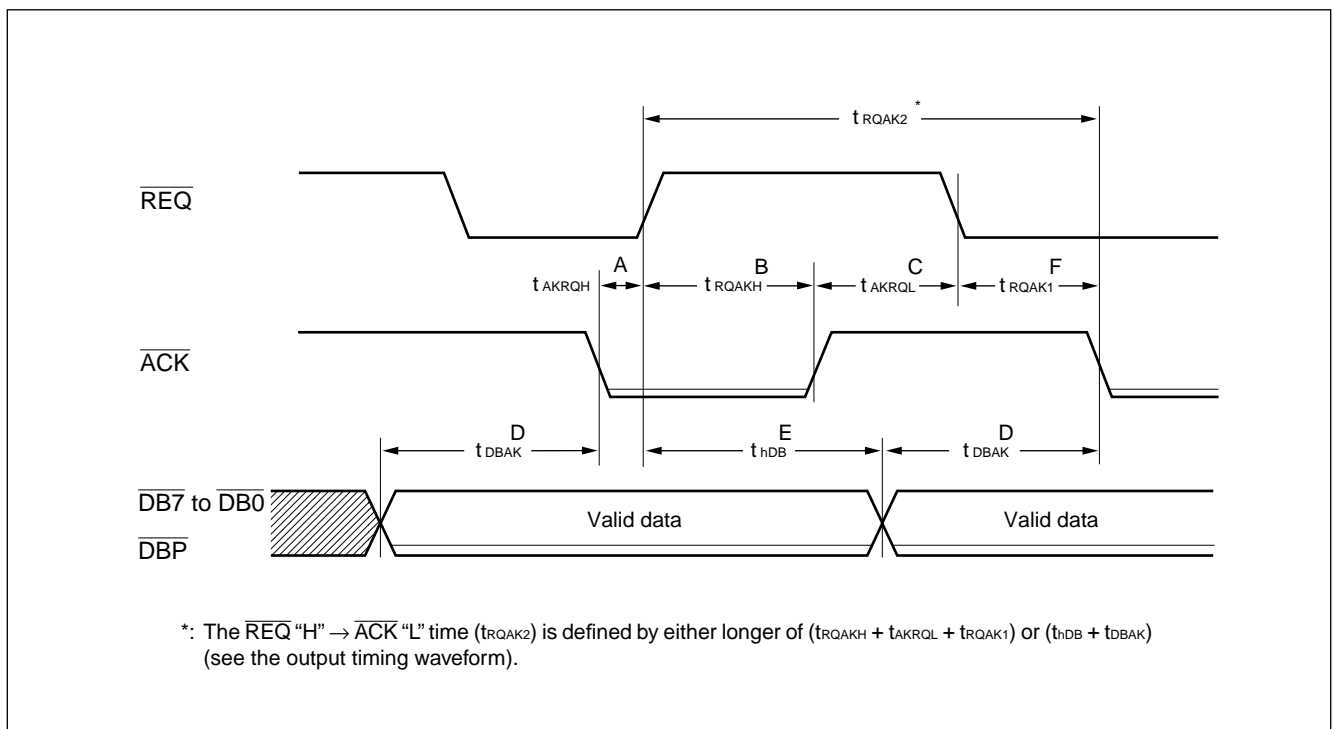 t RQAK2 *
REQ
A B C F
t AKRQH t RQAKH t AKRQL t RQAK1
ACK
D E D
t DBAK t hDB t DBAK
DB7 to DB0 Valid data Valid data
DBP
*: The REQ “H” → ACK “L” time (tRQAK2) is defined by either longer of (tRQAKH + tAKRQL + tRQAK1) or (thDB + tDBAK)
(see the output timing waveform).